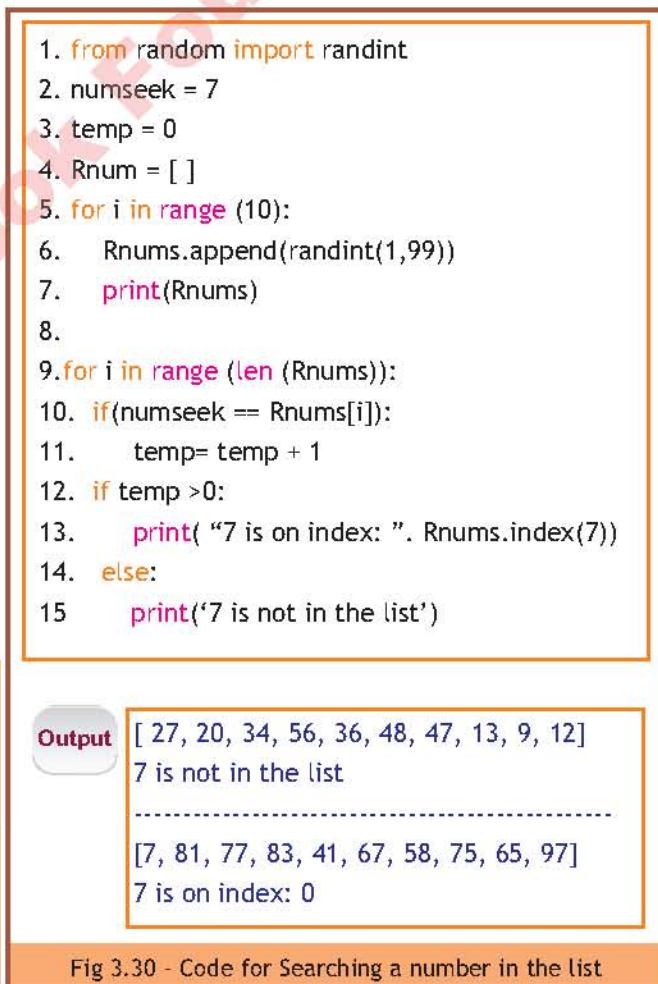 ok Fou
1. from random import randint
2. numseek = 7
3. temp = 0
4. Rnum = [ ]
5. for i in range (10):
6. Rnums.append(randint(1,99))
7. print(Rnums)
8.
9.for i in range (len (Rnums)):
10. if(numseek == Rnums[i]):
11. temp= temp + 1
12. if temp >0:
13. print( “7 is on index: ”. Rnums.index(7))
14. else:
15 print(‘7 is not in the list’)
Output
[ 27, 20, 34, 56, 36, 48, 47, 13, 9, 12]
7 is not in the list
------------------------------------------------
[7, 81, 77, 83, 41, 67, 58, 75, 65, 97]
7 is on index: 0
Fig 3.30 - Code for Searching a number in the list